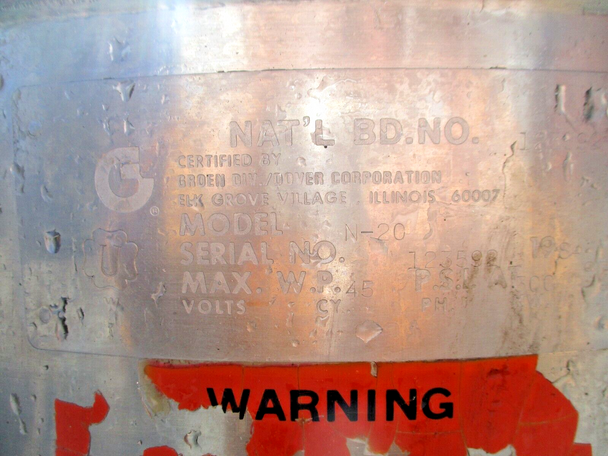 NAT'L BD.NO.
CERTIFIED BY
GROEN DIV./DOVER CORPORATION
ELK GROVE VILLAGE, ILLINOIS 60007
MODEL N-20
SERIAL NO.
MAX. W.P. 45
VOLTS CY. PH.
WARNING